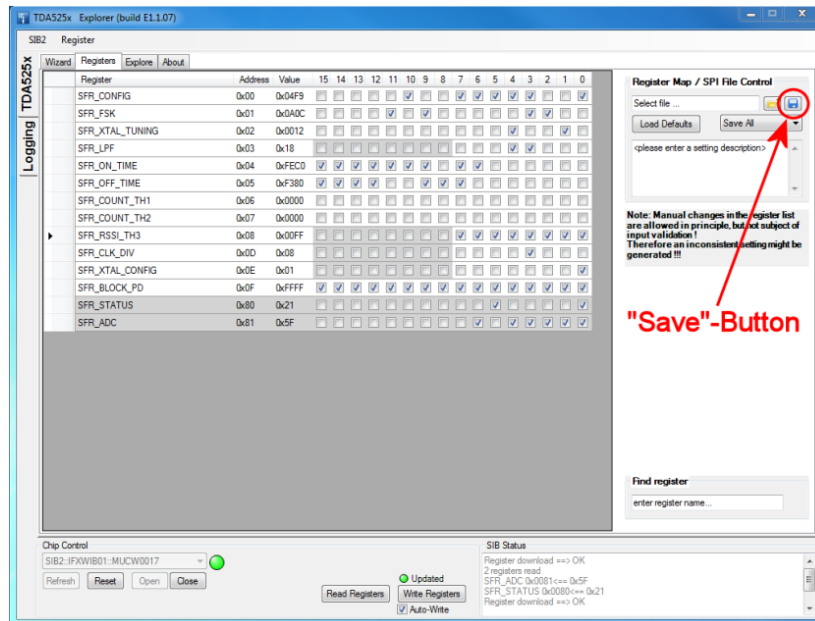 TDA525x Explorer (build E1.1.07)
SIB2 Register
TDA525x
Logging
Wizard Registers Explore About
Register Address Value 15 14 13 12 11 10 9 8 7 6 5 4 3 2 1 0
SFR_CONFIG 0x00 0x04F9
SFR_FSK 0x01 0x0A0C
SFR_XTAL_TUNING 0x02 0x0012
SFR_LPF 0x03 0x18
SFR_ON_TIME 0x04 0xFEC0
SFR_OFF_TIME 0x05 0xF380
SFR_COUNT_TH1 0x06 0x0000
SFR_COUNT_TH2 0x07 0x0000
SFR_RSSI_TH3 0x08 0x00FF
SFR_CLK_DIV 0x0D 0x08
SFR_XTAL_CONFIG 0x0E 0x01
SFR_BLOCK_PD 0x0F 0xFFFF
SFR_STATUS 0x80 0x21
SFR_ADC 0x81 0x5F
Register Map / SPI File Control
Select file ...
Load Defaults Save All
<please enter a setting description>
Note: Manual changes in the register list
are allowed in principle, but not subject of
input validation !
Therefore an inconsistent setting might be
generated !!!
"Save"-Button
Find register
enter register name...
Chip Control
SIB2::IFXWIB01::MUCW0017
Refresh Reset Open Close
Updated
Read Registers Write Registers
Auto-Write
SIB Status
Register download ==> OK
2 registers read
SFR_ADC 0x0081<== 0x5F
SFR_STATUS 0x0080<== 0x21
Register download ==> OK